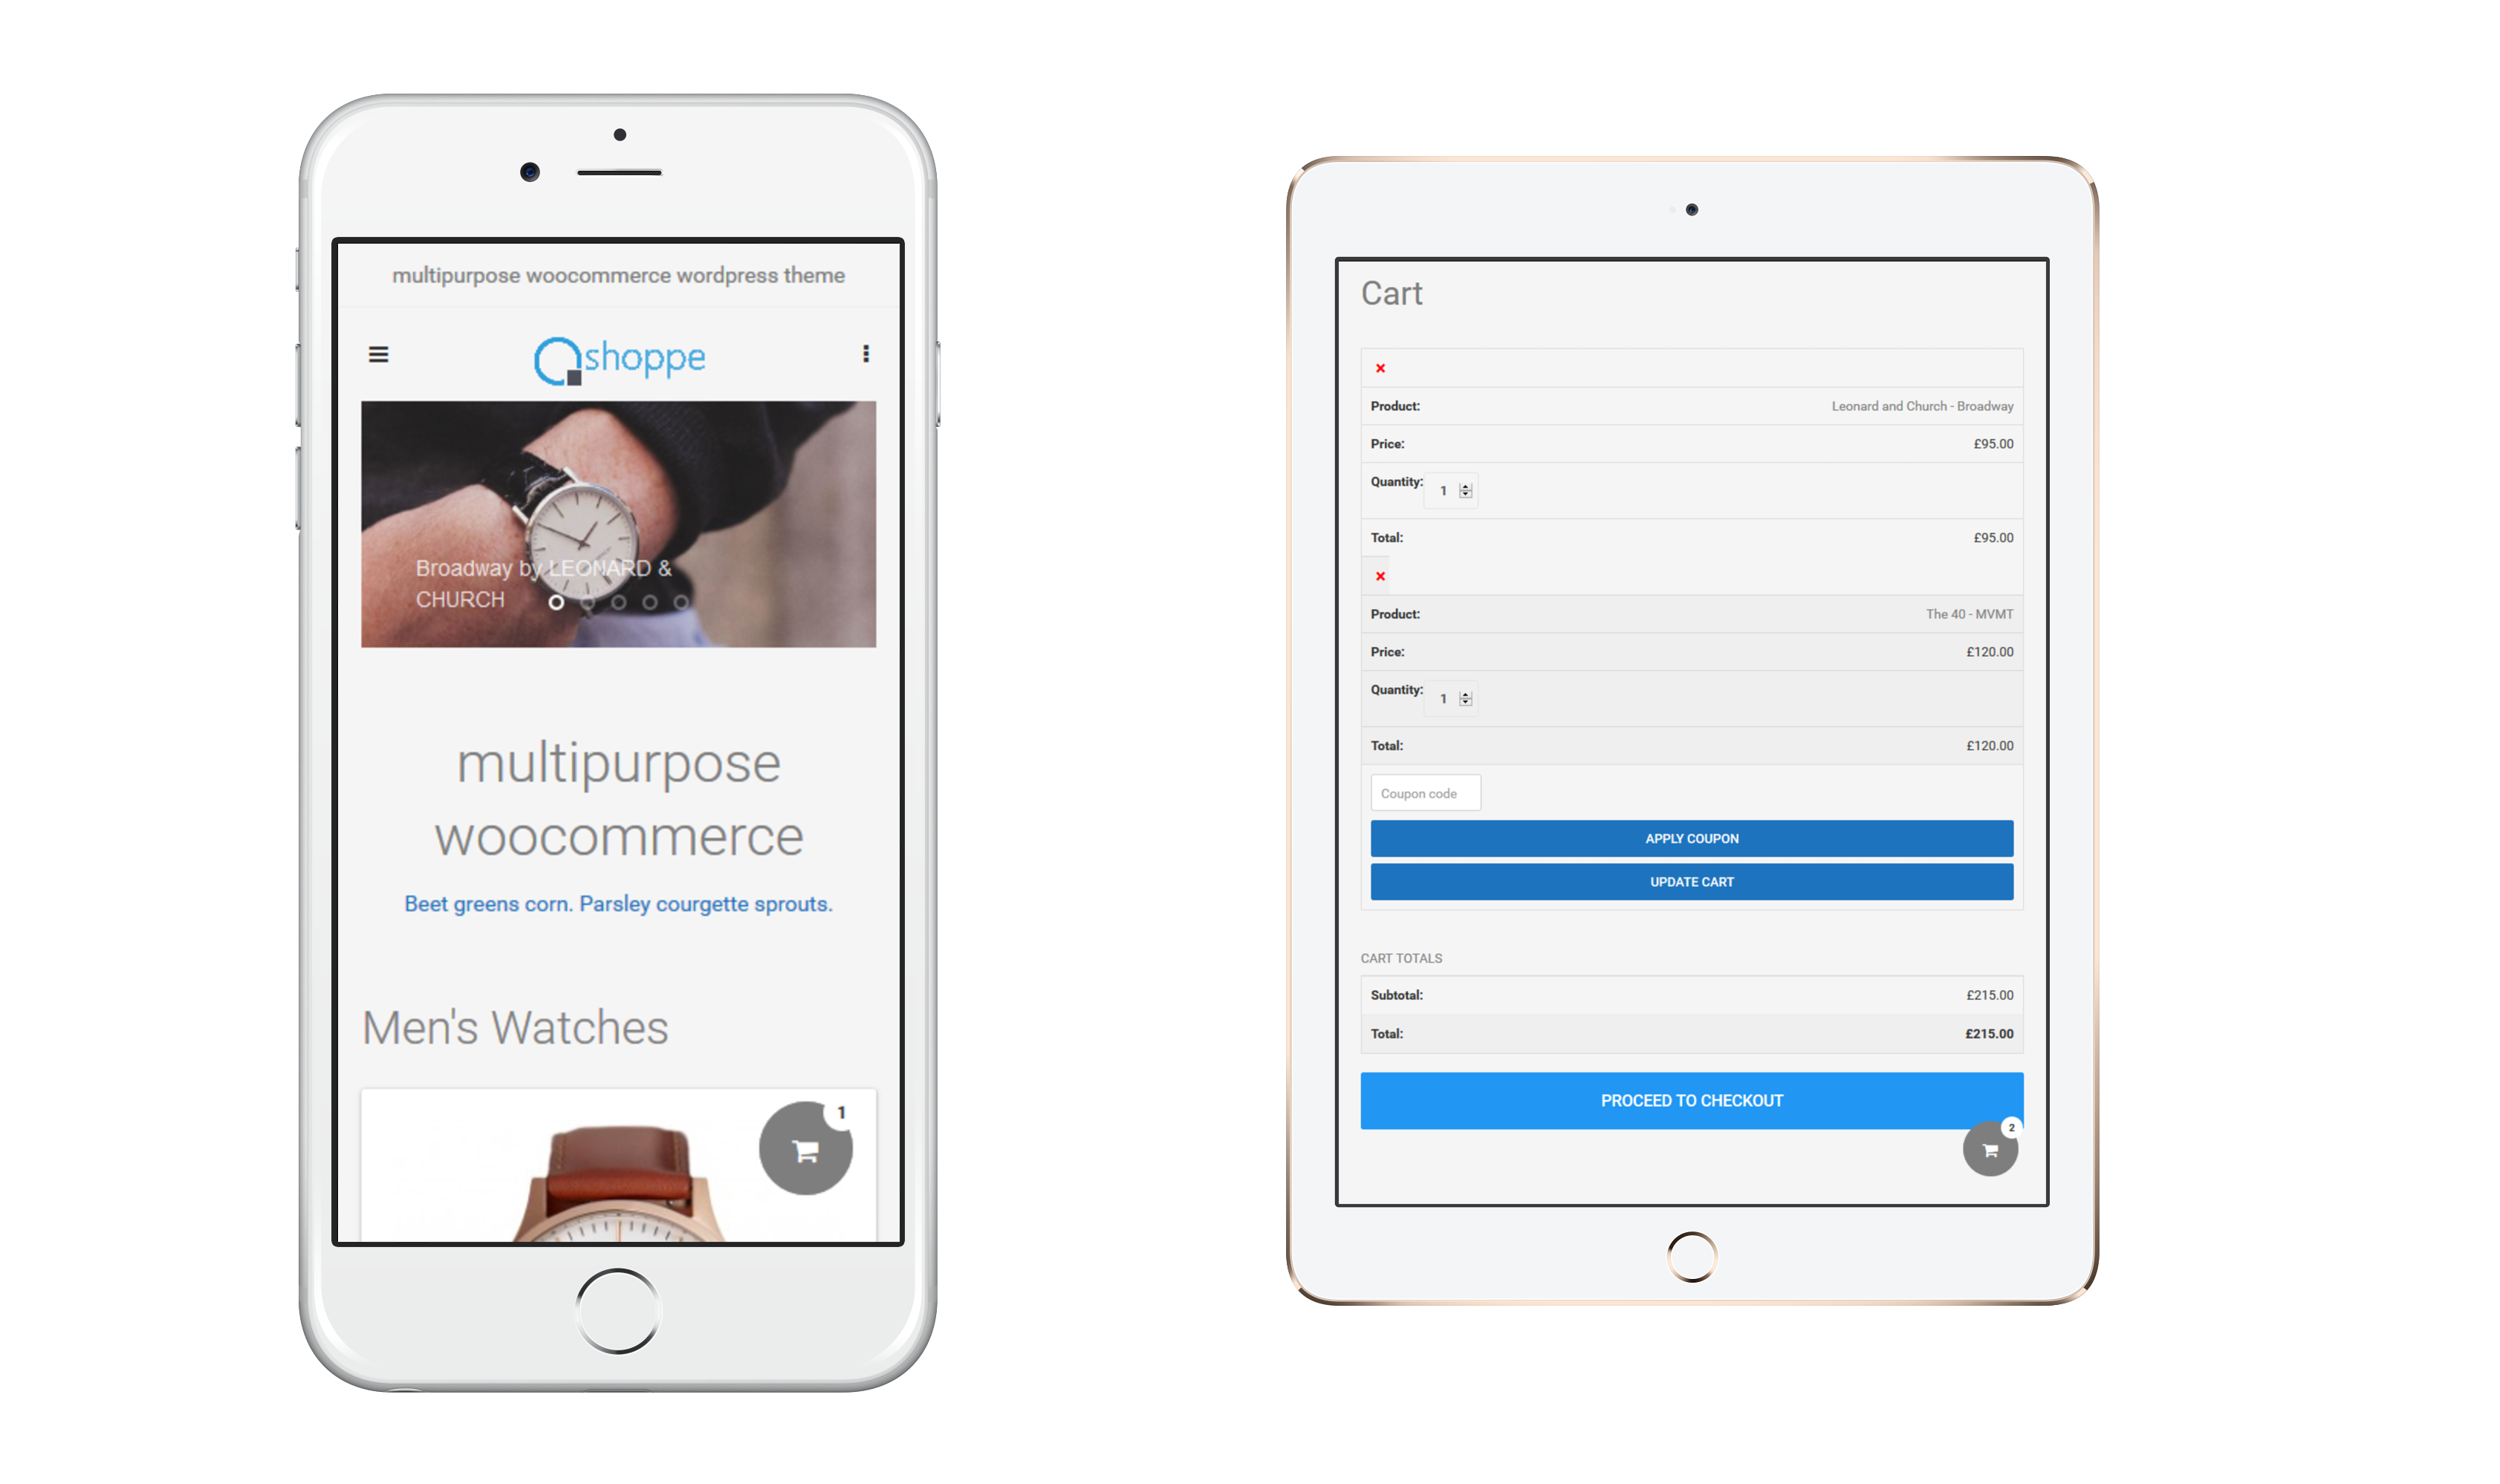 multipurpose woocommerce wordpress theme
shoppe
Broadway by LEONARD &
CHURCH
multipurpose
woocommerce
Beet greens corn. Parsley courgette sprouts.
Men's Watches
1
Cart
×
Product: Leonard and Church - Broadway
Price: £95.00
Quantity: 1
Total: £95.00
×
Product: The 40 - MVMT
Price: £120.00
Quantity: 1
Total: £120.00
Coupon code
APPLY COUPON
UPDATE CART
CART TOTALS
Subtotal: £215.00
Total: £215.00
PROCEED TO CHECKOUT
2